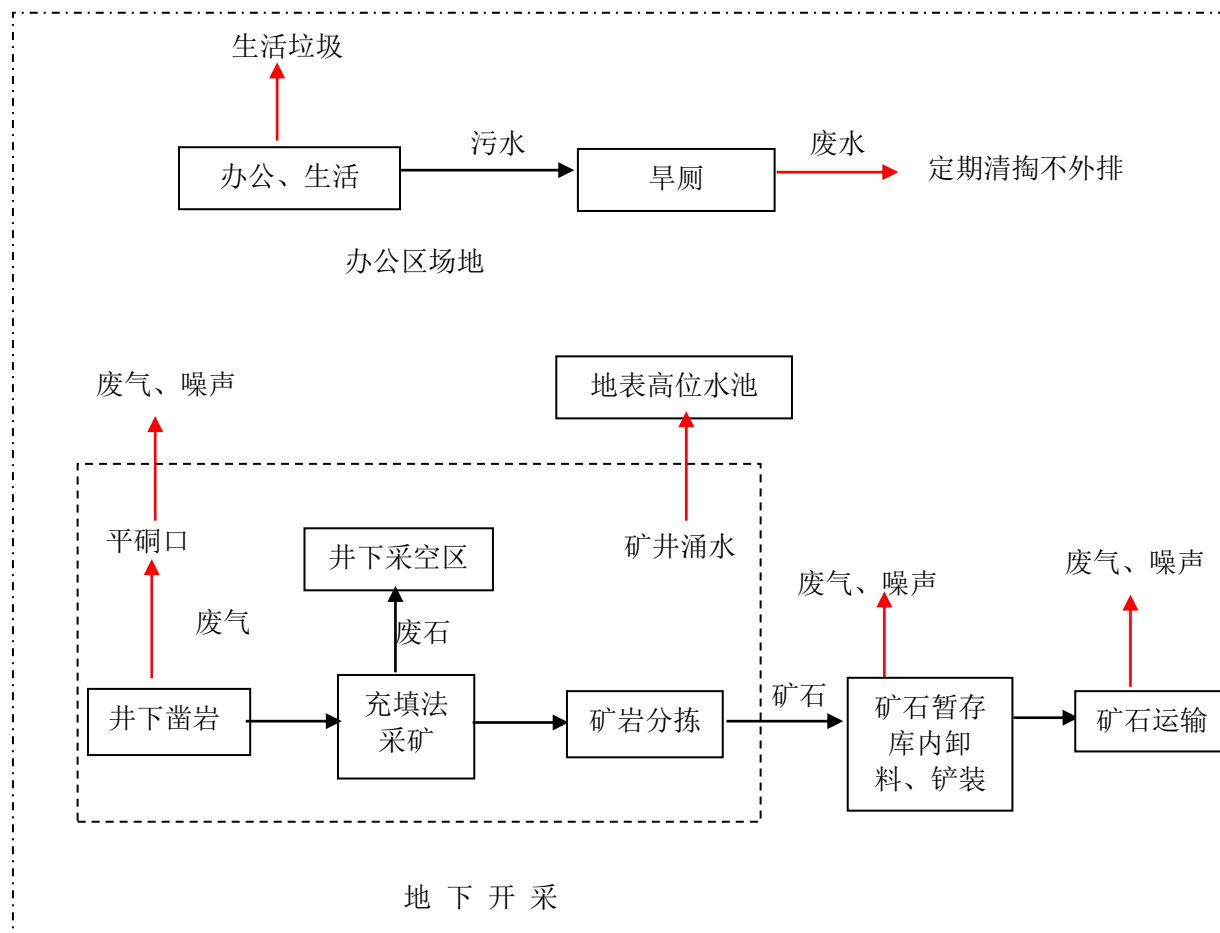 生活垃圾
办公、生活
污水
旱厕
废水
定期清掏不外排
办公区场地
废气、噪声
地表高位水池
平硐口
井下采空区
矿井涌水
废气、噪声
废气、噪声
废气
废石
井下凿岩
充填法
采矿
矿岩分拣
矿石
矿石暂存
库内卸
料、铲装
矿石运输
地 下 开 采